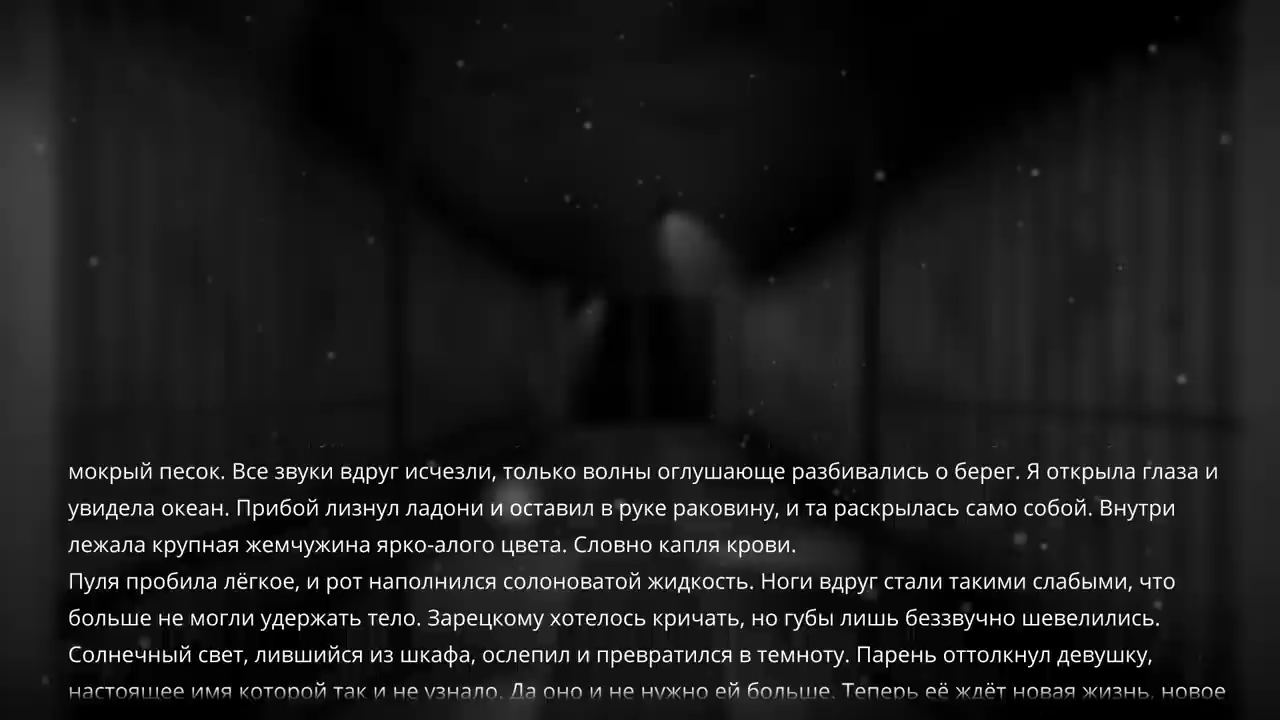 мокрый песок. Все звуки вдруг исчезли, только волны оглушающе разбивались о берег. Я открыла глаза и
увидела океан. Прибой лизнул ладони и оставил в руке раковину, и та раскрылась само собой. Внутри
лежала крупная жемчужина ярко-алого цвета. Словно капля крови.
Пуля пробила лёгкое, и рот наполнился солоноватой жидкость. Ноги вдруг стали такими слабыми, что
больше не могли удержать тело. Зарецкому хотелось кричать, но губы лишь беззвучно шевелились.
Солнечный свет, лившийся из шкафа, ослепил и превратился в темноту. Парень оттолкнул девушку,
настоящее имя которой так и не узнало. Да оно и не нужно ей больше. Теперь её ждёт новая жизнь, новое